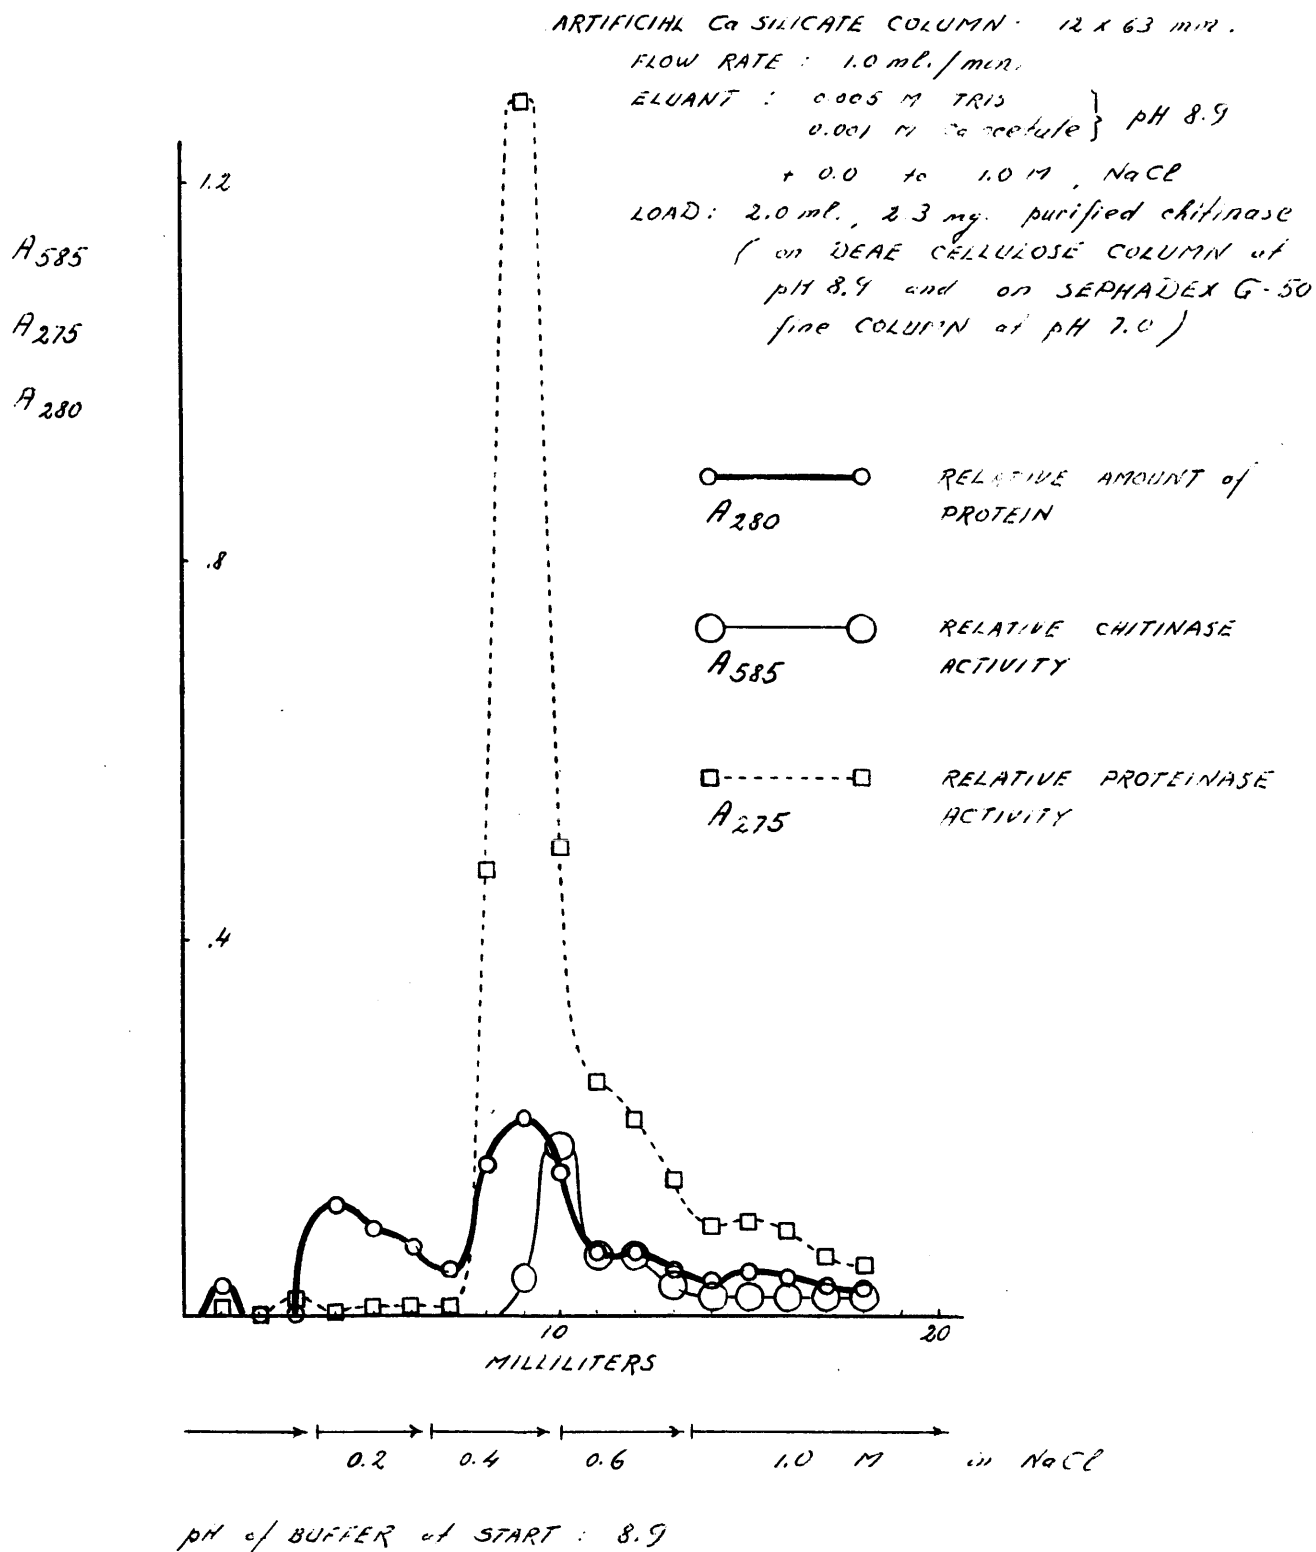 ARTIFICIAL Ca SILICATE COLUMN · 12 x 63 mm.
FLOW RATE : 1.0 ml./min.
ELUANT : 0.005 M TRIS
0.001 M Ca acetate } pH 8.9
+ 0.0 to 1.0 M, NaCl
LOAD: 2.0 ml., 2.3 mg. purified chitinase
( on DEAE CELLULOSE COLUMN at
pH 8.4 and on SEPHADEX G-50
fine COLUMN at pH 7.0 )
1.2
A585
A275
A280
.8
.4
RELATIVE AMOUNT of
PROTEIN
A280
RELATIVE CHITINASE
ACTIVITY
A585
RELATIVE PROTEINASE
ACTIVITY
A275
10 20
MILLILITERS
0.2 0.4 0.6 1.0 M in NaCl
pH of BUFFER at START : 8.9